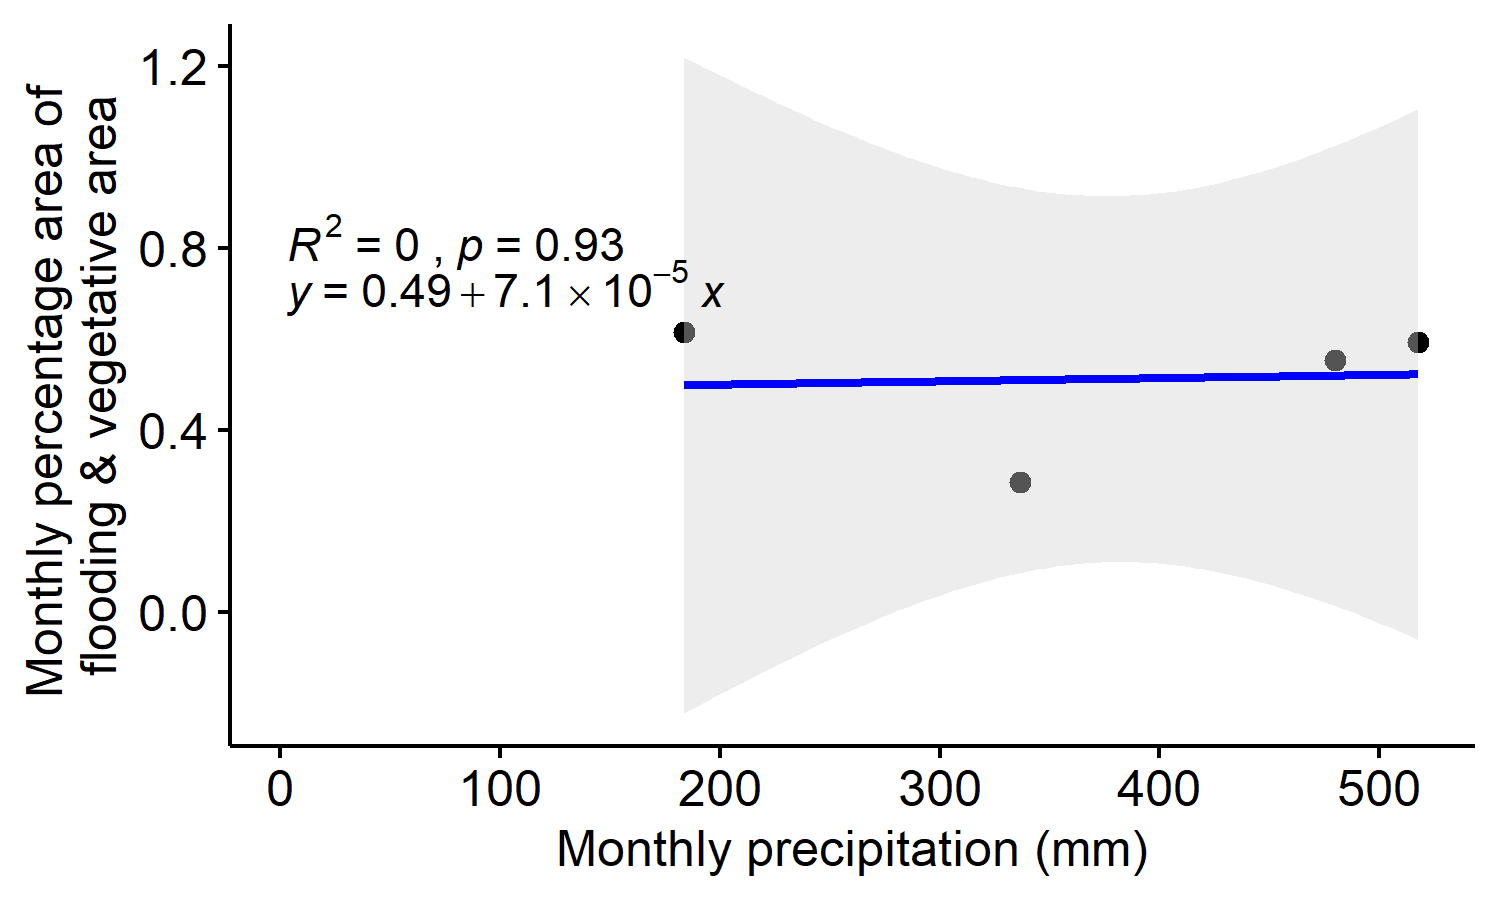 Monthly percentage area of
flooding & vegetative area
1.2
0.8
0.4
0.0
R² = 0 , p = 0.93
y = 0.49 + 7.1 × 10⁻⁵ x
0 100 200 300 400 500
Monthly precipitation (mm)